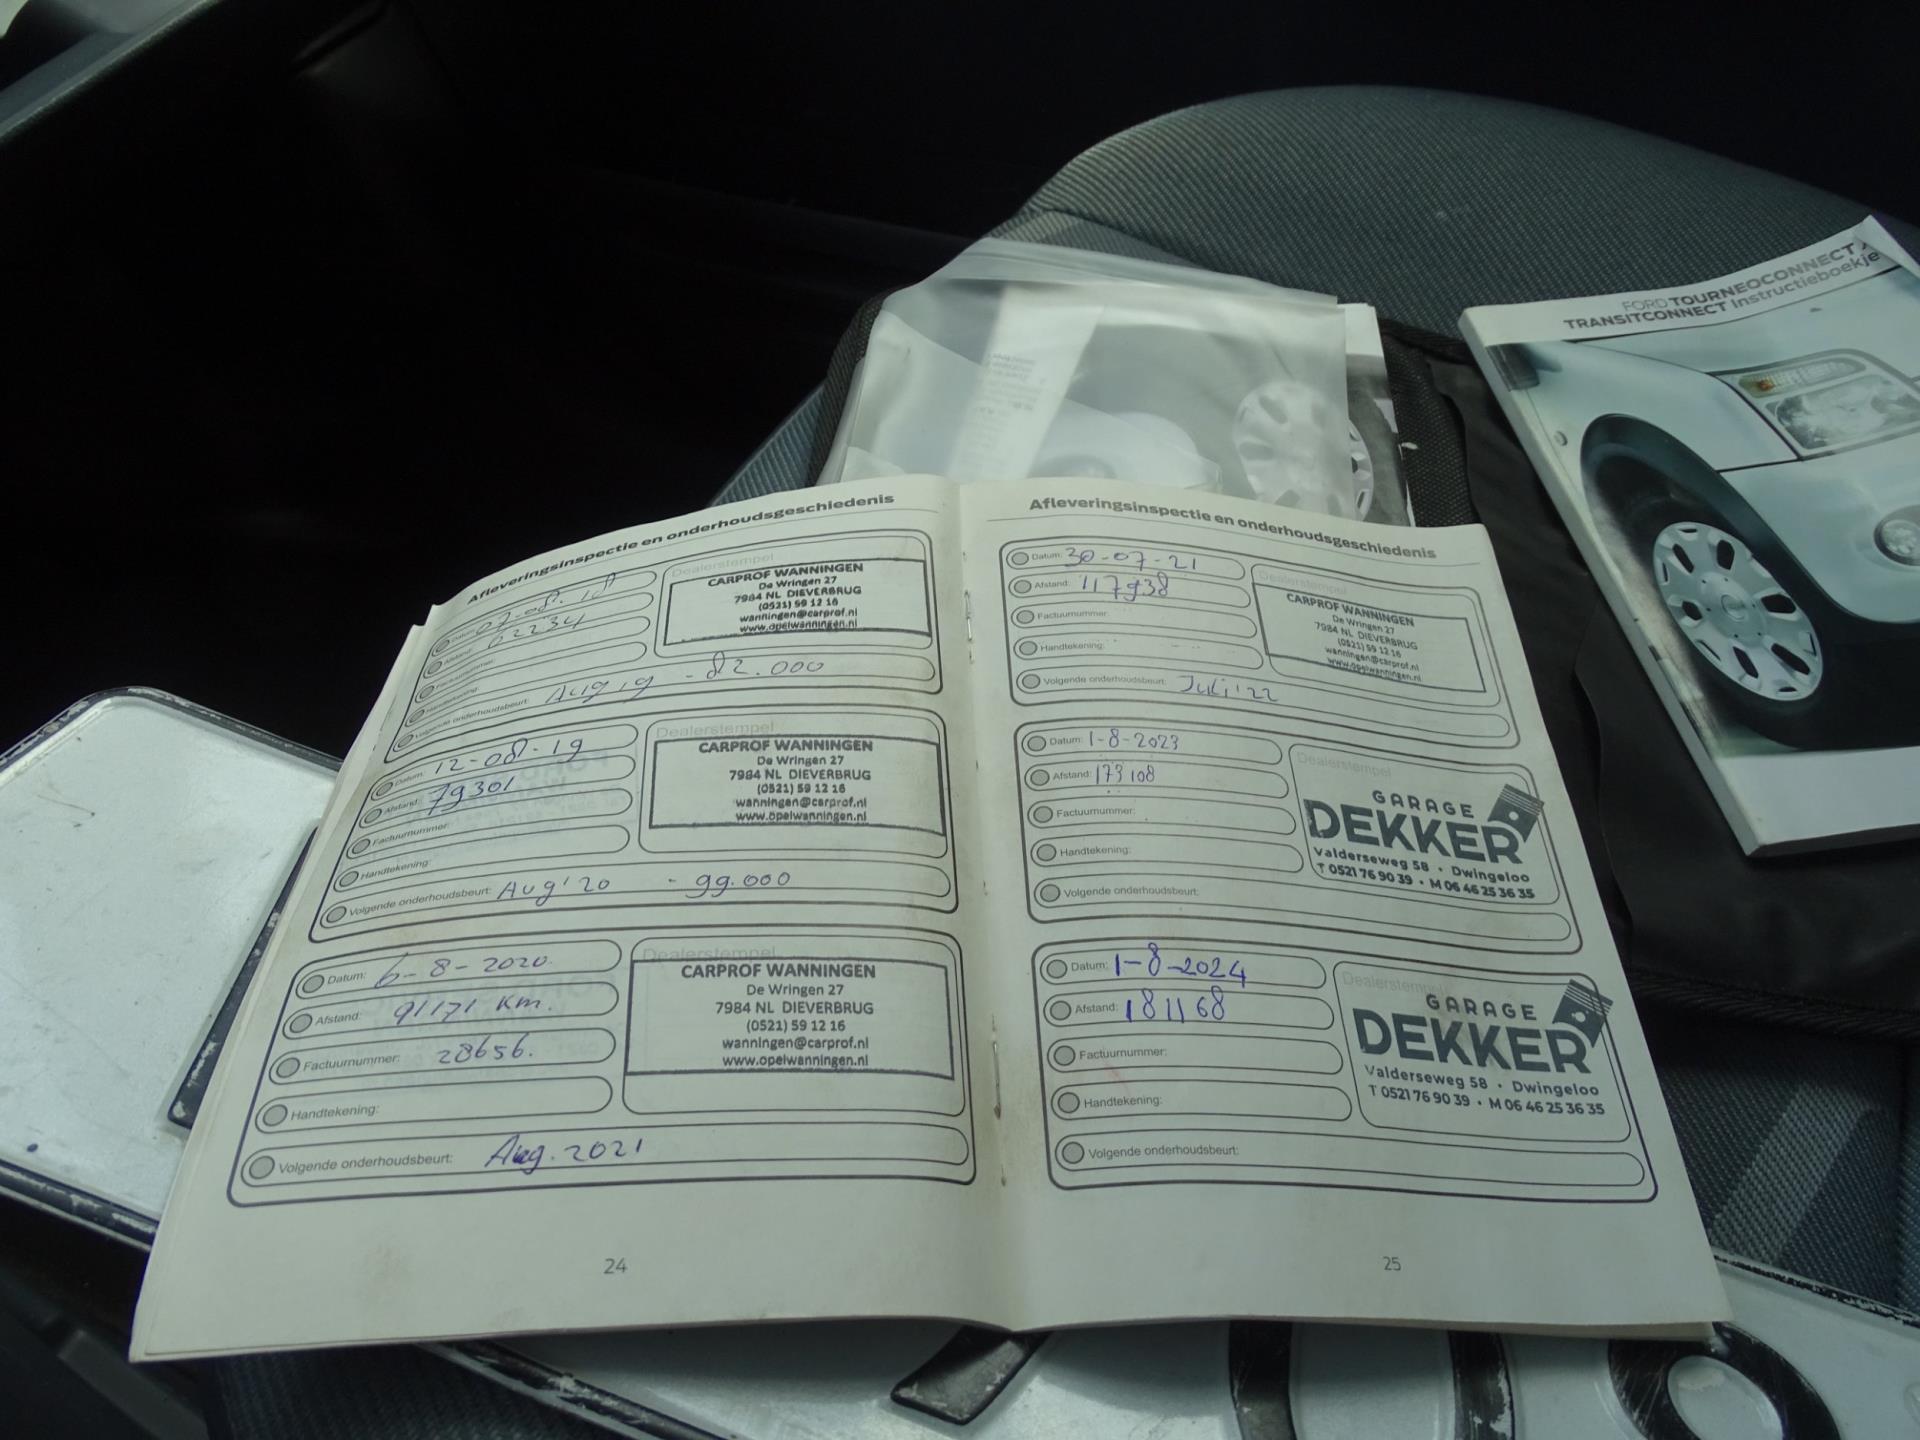 Afleveringsinspectie en onderhoudsgeschiedenis
Datum: 07-08-18
Afstand: 62234
Factuurnummer:
Handtekening:
Volgende onderhoudsbeurt: Aug 19 - 82.000
Dealerstempel
CARPROF WANNINGEN
De Wringen 27
7984 NL DIEVERBRUG
(0521) 59 12 16
wanningen@carprof.nl
www.opelwanningen.nl
Datum: 12-08-19
Afstand: 79301
Factuurnummer:
Handtekening:
Volgende onderhoudsbeurt: Aug '20 - 99.000
Dealerstempel
CARPROF WANNINGEN
De Wringen 27
7984 NL DIEVERBRUG
(0521) 59 12 16
wanningen@carprof.nl
www.opelwanningen.nl
Datum: 6-8-2020
Afstand: 91171 km.
Factuurnummer: 28656.
Handtekening:
Volgende onderhoudsbeurt: Aug. 2021
Dealerstempel
CARPROF WANNINGEN
De Wringen 27
7984 NL DIEVERBRUG
(0521) 59 12 16
wanningen@carprof.nl
www.opelwanningen.nl
24
Afleveringsinspectie en onderhoudsgeschiedenis
Datum: 30-07-21
Afstand: 117938
Factuurnummer:
Handtekening:
Volgende onderhoudsbeurt: Juli '22
Dealerstempel
CARPROF WANNINGEN
De Wringen 27
7984 NL DIEVERBRUG
(0521) 59 12 16
wanningen@carprof.nl
www.opelwanningen.nl
Datum: 1-8-2023
Afstand: 173108
Factuurnummer:
Handtekening:
Volgende onderhoudsbeurt:
Dealerstempel
GARAGE
DEKKER
Valderseweg 58 • Dwingeloo
T 0521 76 90 39 • M 06 46 25 36 35
Datum: 1-8-2024
Afstand: 181168
Factuurnummer:
Handtekening:
Volgende onderhoudsbeurt:
Dealerstempel
GARAGE
DEKKER
Valderseweg 58 • Dwingeloo
T 0521 76 90 39 • M 06 46 25 36 35
25
FORD TOURNEOCONNECT /
TRANSITCONNECT Instructieboekje